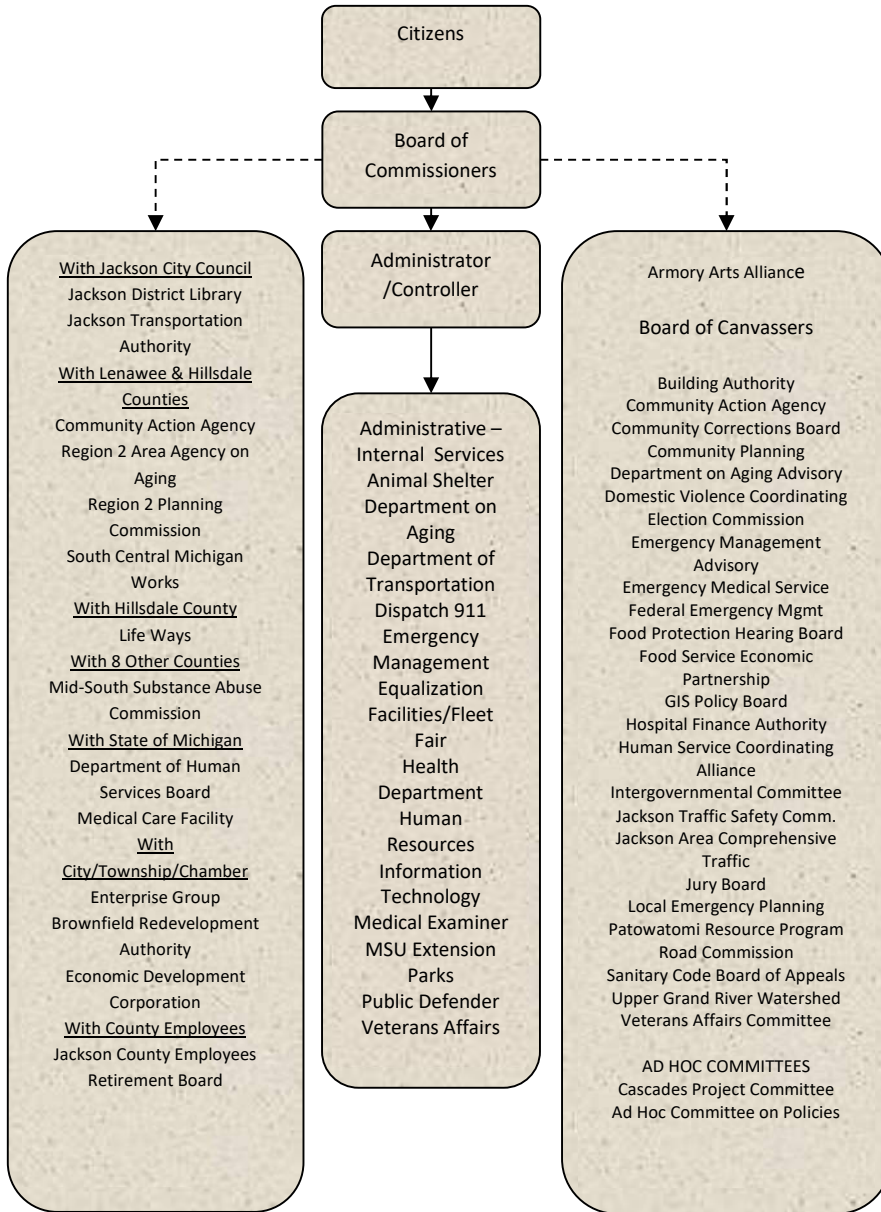 Citizens
Board of
Commissioners
Administrator
/Controller
With Jackson City Council
Jackson District Library
Jackson Transportation
Authority
With Lenawee & Hillsdale
Counties
Community Action Agency
Region 2 Area Agency on
Aging
Region 2 Planning
Commission
South Central Michigan
Works
With Hillsdale County
Life Ways
With 8 Other Counties
Mid-South Substance Abuse
Commission
With State of Michigan
Department of Human
Services Board
Medical Care Facility
With
City/Township/Chamber
Enterprise Group
Brownfield Redevelopment
Authority
Economic Development
Corporation
With County Employees
Jackson County Employees
Retirement Board
Administrative –
Internal Services
Animal Shelter
Department on
Aging
Department of
Transportation
Dispatch 911
Emergency
Management
Equalization
Facilities/Fleet
Fair
Health
Department
Human
Resources
Information
Technology
Medical Examiner
MSU Extension
Parks
Public Defender
Veterans Affairs
Armory Arts Alliance
Board of Canvassers
Building Authority
Community Action Agency
Community Corrections Board
Community Planning
Department on Aging Advisory
Domestic Violence Coordinating
Election Commission
Emergency Management
Advisory
Emergency Medical Service
Federal Emergency Mgmt
Food Protection Hearing Board
Food Service Economic
Partnership
GIS Policy Board
Hospital Finance Authority
Human Service Coordinating
Alliance
Intergovernmental Committee
Jackson Traffic Safety Comm.
Jackson Area Comprehensive
Traffic
Jury Board
Local Emergency Planning
Patowatomi Resource Program
Road Commission
Sanitary Code Board of Appeals
Upper Grand River Watershed
Veterans Affairs Committee
AD HOC COMMITTEES
Cascades Project Committee
Ad Hoc Committee on Policies